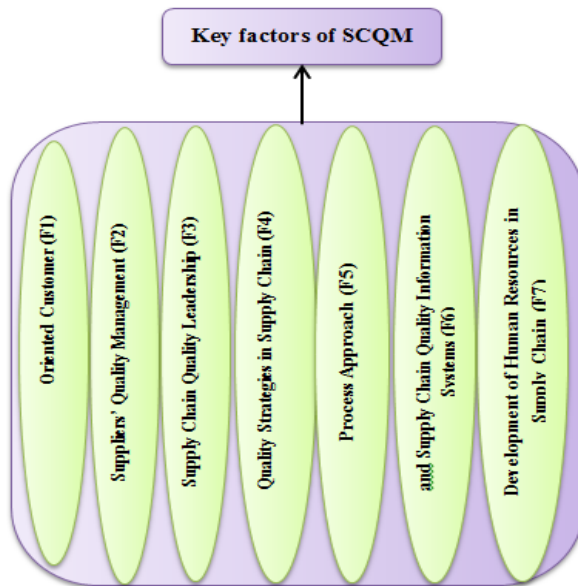 Key factors of SCQM
Oriented Customer (F1)
Suppliers' Quality Management (F2)
Supply Chain Quality Leadership (F3)
Quality Strategies in Supply Chain (F4)
Process Approach (F5)
and Supply Chain Quality Information
Systems (F6)
Development of Human Resources in
Supply Chain (F7)